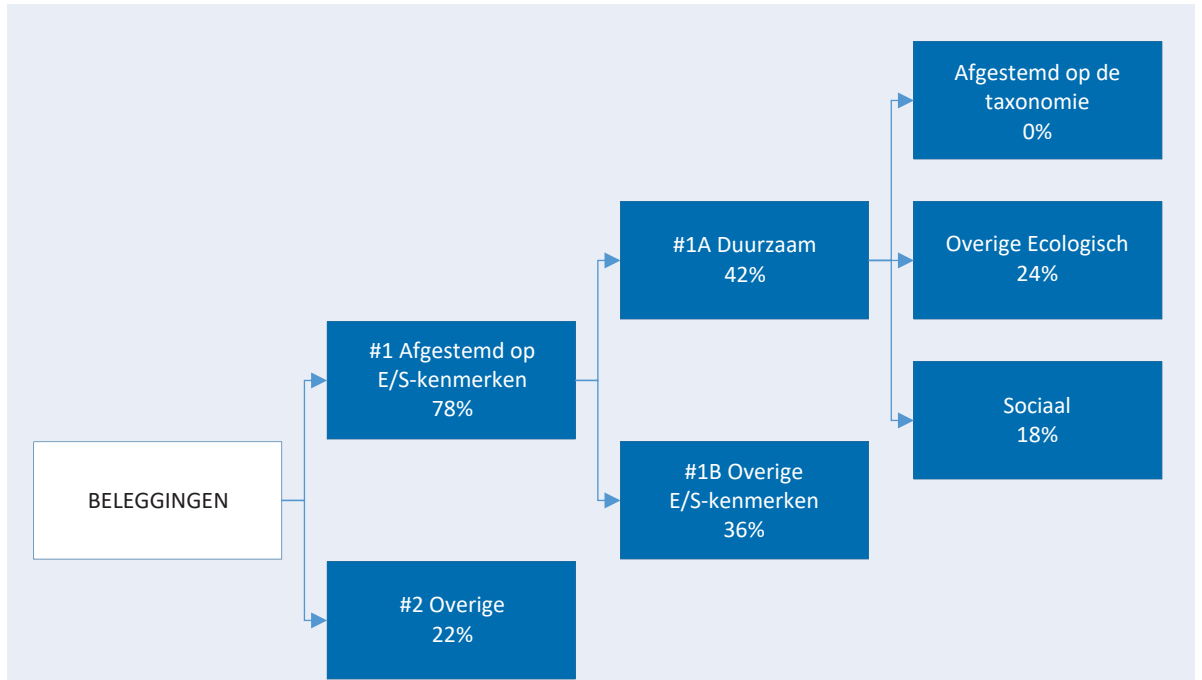 Afgestemd op de
taxonomie
0%
#1A Duurzaam
42%
Overige Ecologisch
24%
#1 Afgestemd op
E/S-kenmerken
78%
Sociaal
18%
BELEGGINGEN
#1B Overige
E/S-kenmerken
36%
#2 Overige
22%